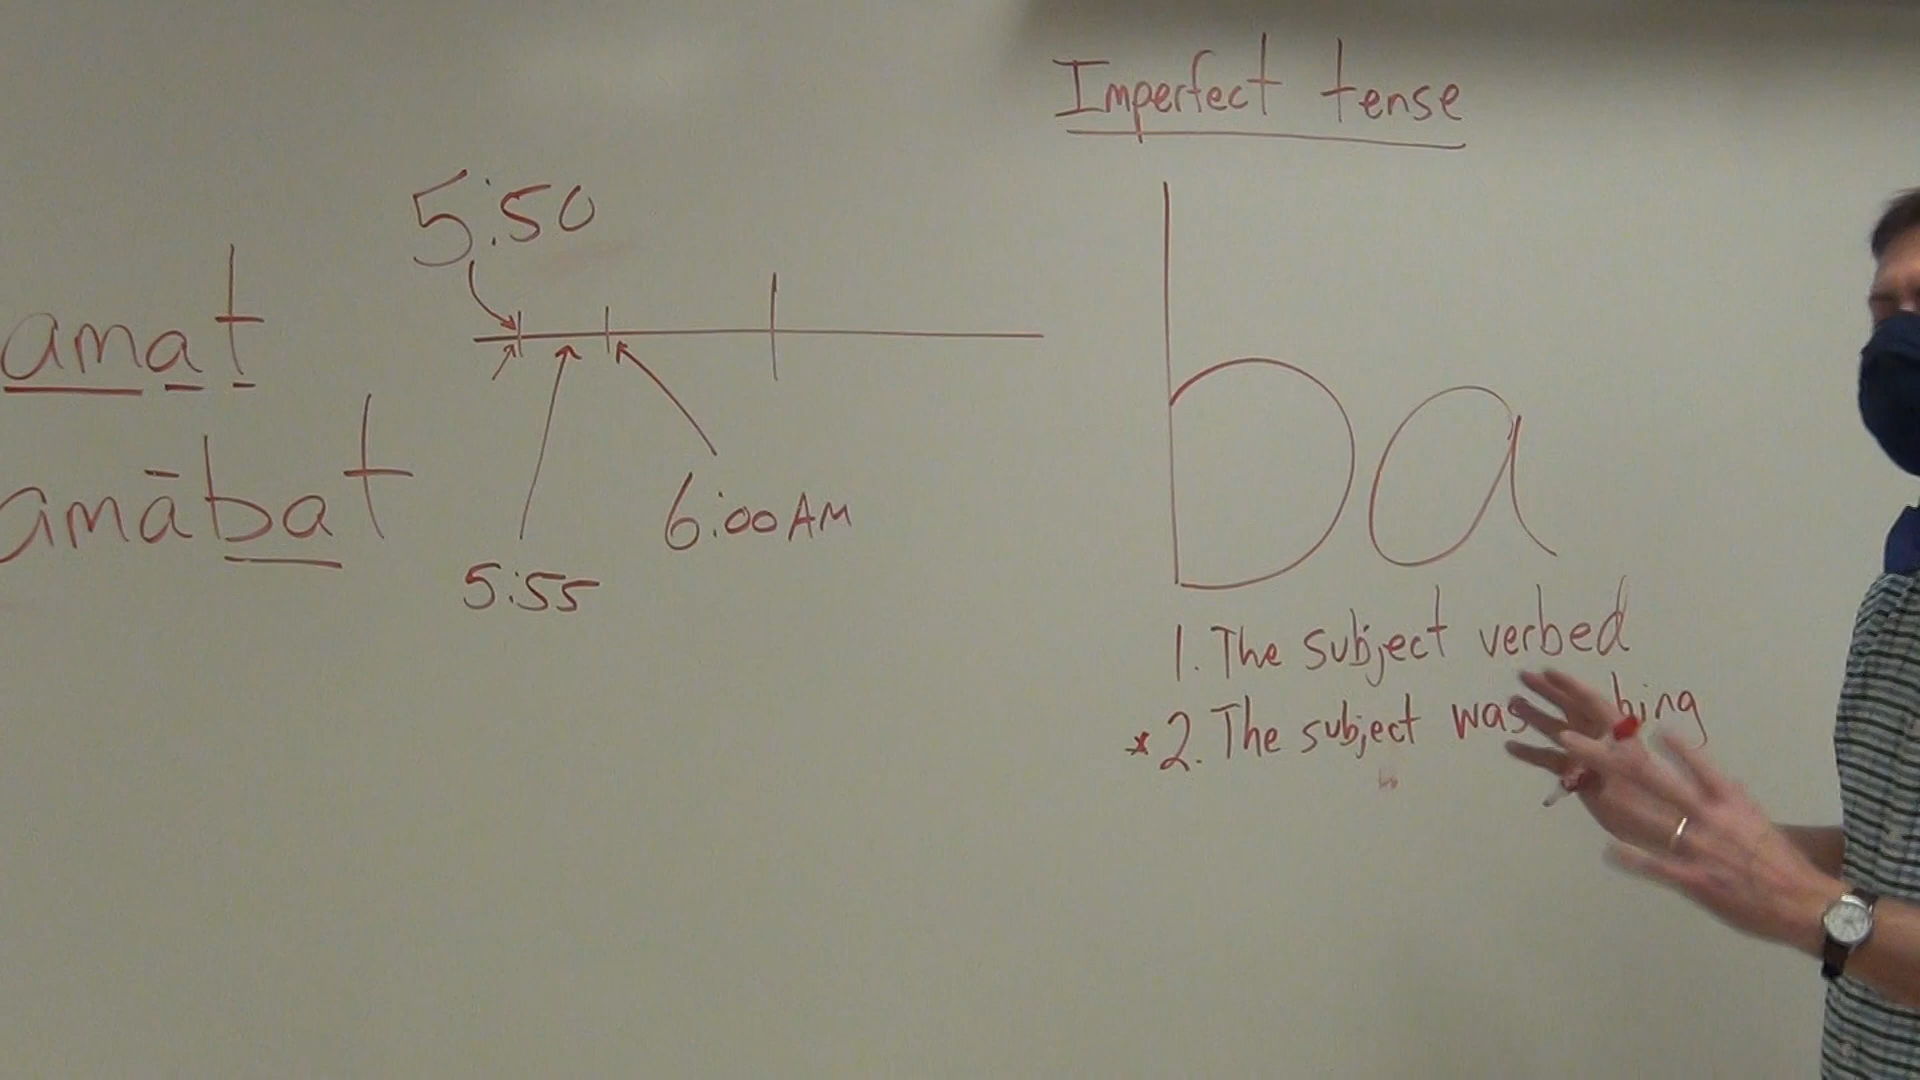 Imperfect tense
5:50
amat
amābat
5:55
6:00 AM
ba
1. The subject verbed
* 2. The subject was bing